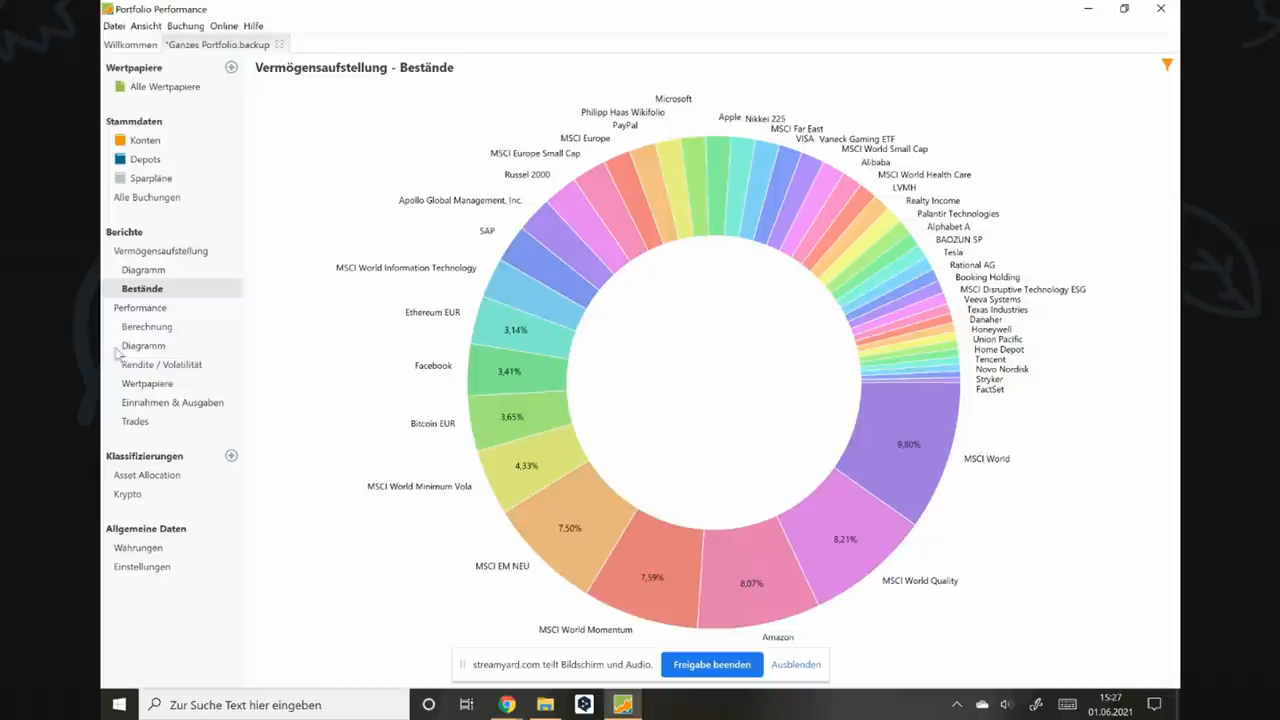 Portfolio Performance
Datei Ansicht Buchung Online Hilfe
Willkommen *Ganzes Portfolio.backup
Wertpapiere
Alle Wertpapiere
Stammdaten
Konten
Depots
Sparpläne
Alle Buchungen
Berichte
Vermögensaufstellung
Diagramm
Bestände
Performance
Berechnung
Diagramm
Rendite / Volatilität
Wertpapiere
Einnahmen & Ausgaben
Trades
Klassifizierungen
Asset Allocation
Krypto
Allgemeine Daten
Währungen
Einstellungen
Vermögensaufstellung - Bestände
Microsoft
Philipp Haas Wikifolio
PayPal
MSCI Europe
MSCI Europe Small Cap
Russel 2000
Apollo Global Management, Inc.
SAP
MSCI World Information Technology
Ethereum EUR
3,14%
Facebook
3,41%
Bitcoin EUR
3,65%
MSCI World Minimum Vola
4,33%
MSCI EM NEU
7,50%
MSCI World Momentum
7,59%
Amazon
8,07%
MSCI World Quality
8,21%
MSCI World
9,80%
Apple
Nikkei 225
MSCI Far East
VISA
Vaneck Gaming ETF
MSCI World Small Cap
Alibaba
MSCI World Health Care
LVMH
Realty Income
Palantir Technologies
Alphabet A
BAOZUN SP
Tesla
Rational AG
Booking Holding
MSCI Disruptive Technology ESG
Veeva Systems
Texas Industries
Danaher
Honeywell
Union Pacific
Home Depot
Tencent
Novo Nordisk
Stryker
FactSet
streamyard.com teilt Bildschirm und Audio.
Freigabe beenden
Ausblenden
Zur Suche Text hier eingeben
15:27
01.06.2021